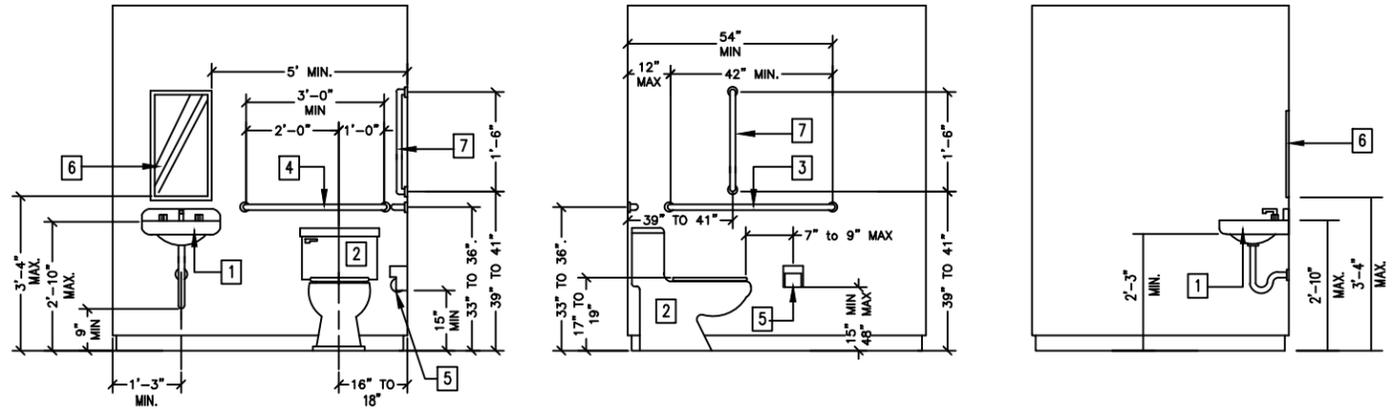 5' MIN.
3'-0"
MIN
2'-0"
1'-0"
6
4
7
1'-6"
1
2
3'-4"
MAX.
2'-10"
MAX.
9"
MIN
15"
MIN
33" TO 36".
39" TO 41"
5
1'-3"
MIN.
16" TO
18"
54"
MIN
12"
MAX
42" MIN.
7
3
1'-6"
39" TO 41"
7" to 9" MAX
33" TO 36".
17" TO
19"
2
5
15" MIN
48" MAX
39" TO 41"
6
1
2'-3"
MIN.
2'-10"
MAX.
3'-4"
MAX.